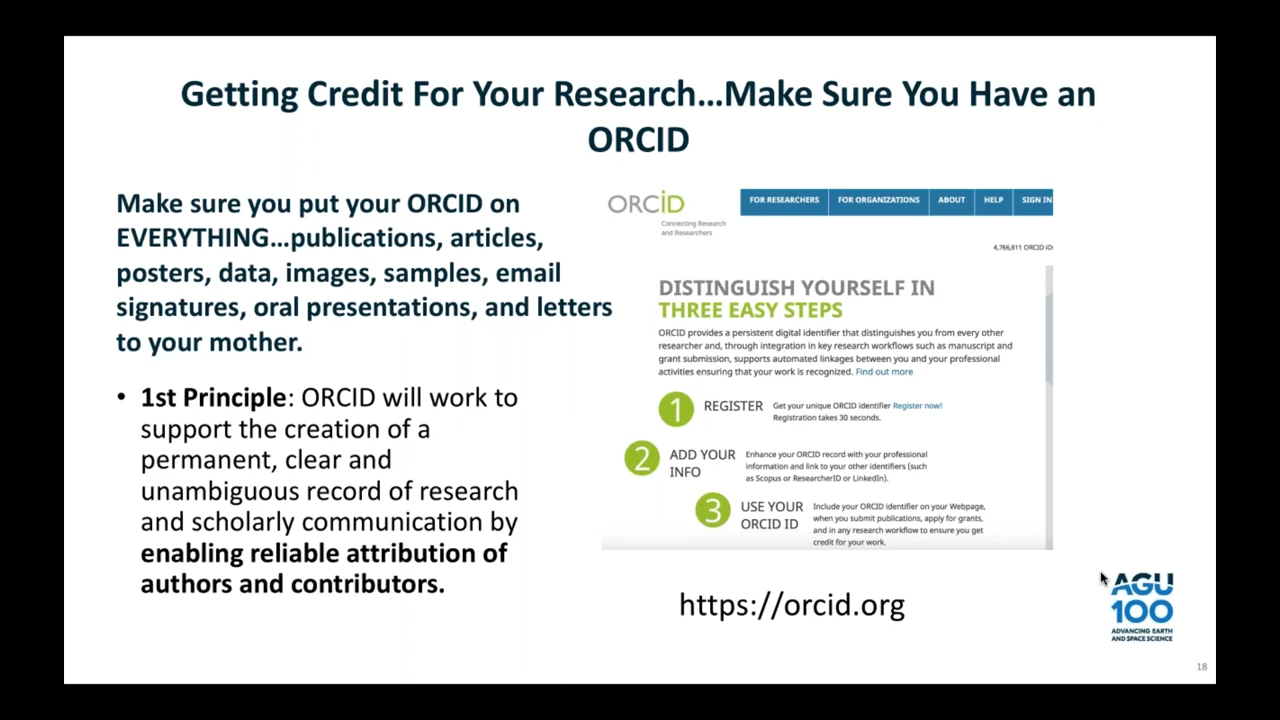 Getting Credit For Your Research…Make Sure You Have an
ORCID
Make sure you put your ORCID on
EVERYTHING…publications, articles,
posters, data, images, samples, email
signatures, oral presentations, and letters
to your mother.
• 1st Principle: ORCID will work to
support the creation of a
permanent, clear and
unambiguous record of research
and scholarly communication by
enabling reliable attribution of
authors and contributors.
ORCiD
Connecting Research
and Researchers
FOR RESEARCHERS FOR ORGANIZATIONS ABOUT HELP SIGN IN
4,766,611 ORCID iD
DISTINGUISH YOURSELF IN
THREE EASY STEPS
ORCID provides a persistent digital identifier that distinguishes you from every other
researcher and, through integration in key research workflows such as manuscript and
grant submission, supports automated linkages between you and your professional
activities ensuring that your work is recognized. Find out more
1 REGISTER
Get your unique ORCID identifier Register now!
Registration takes 30 seconds.
2 ADD YOUR
INFO
Enhance your ORCID record with your professional
information and link to your other identifiers (such
as Scopus or ResearcherID or LinkedIn).
3 USE YOUR
ORCID ID
Include your ORCID identifier on your Webpage,
when you submit publications, apply for grants,
and in any research workflow to ensure you get
credit for your work.
https://orcid.org
AGU
100
ADVANCING EARTH
AND SPACE SCIENCE
18